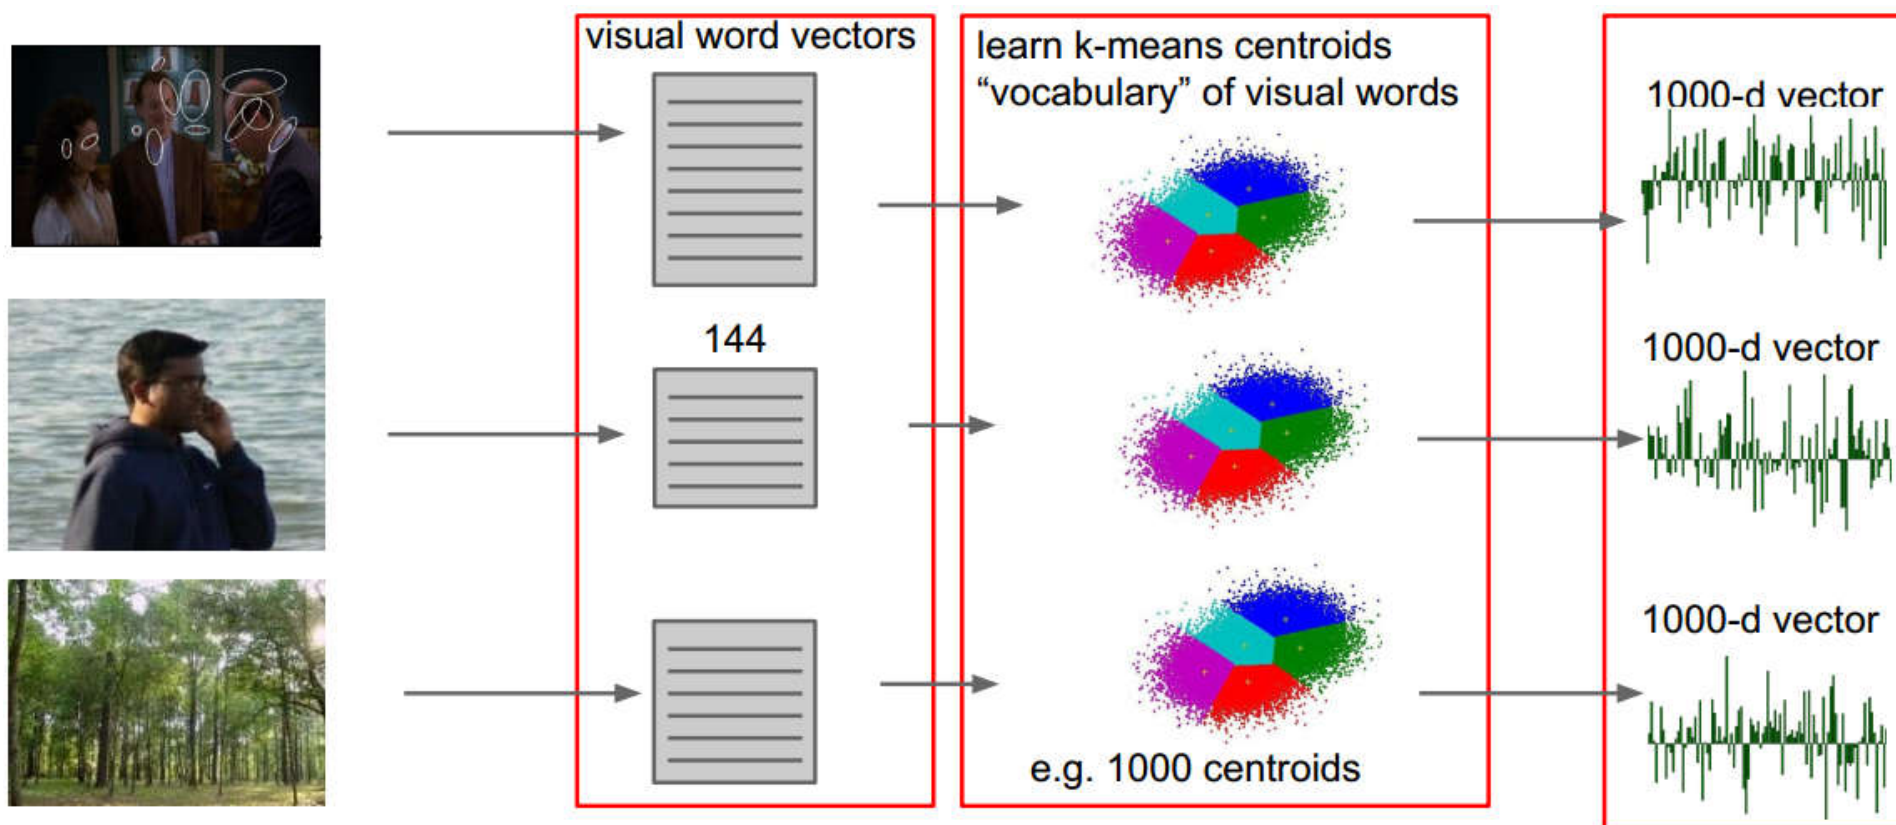 visual word vectors
learn k-means centroids
“vocabulary” of visual words
1000-d vector
144
1000-d vector
1000-d vector
e.g. 1000 centroids